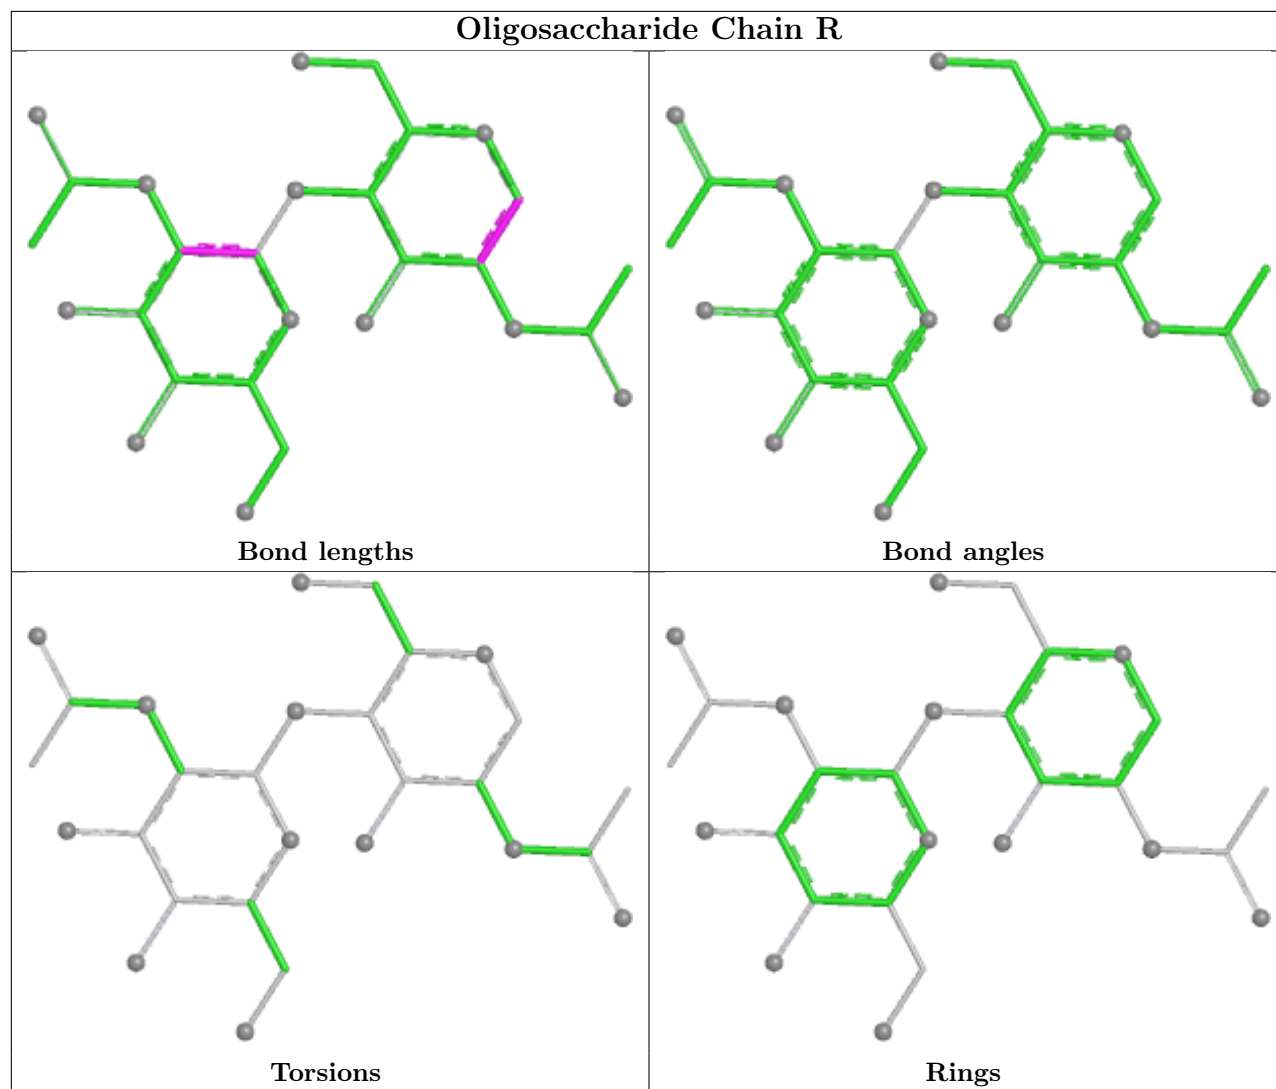 Oligosaccharide Chain R
Bond lengths
Bond angles
Torsions
Rings